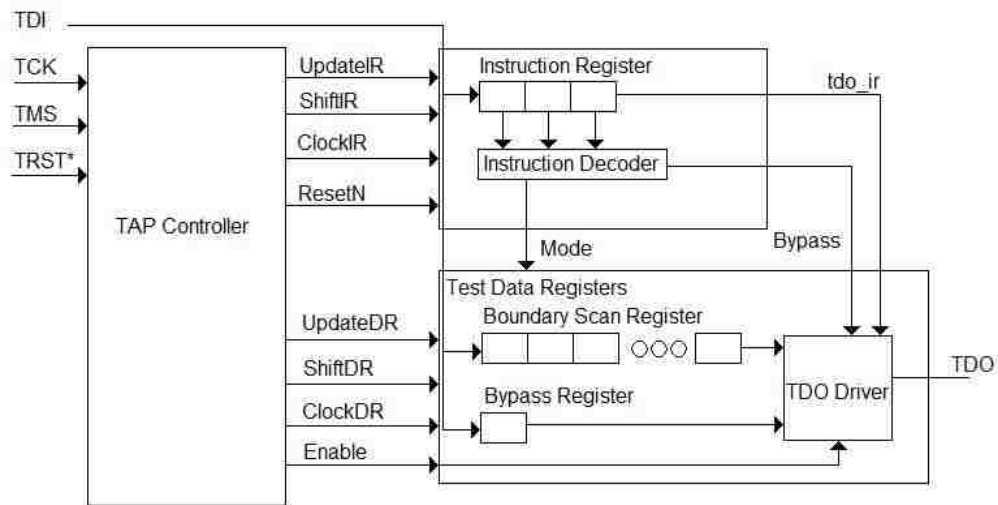 TDI
TCK
TMS
TRST*
TAP Controller
UpdateIR
ShiftIR
ClockIR
ResetN
Instruction Register
tdo_ir
Instruction Decoder
Mode
Bypass
Test Data Registers
Boundary Scan Register
UpdateDR
ShiftDR
Bypass Register
ClockDR
Enable
TDO Driver
TDO